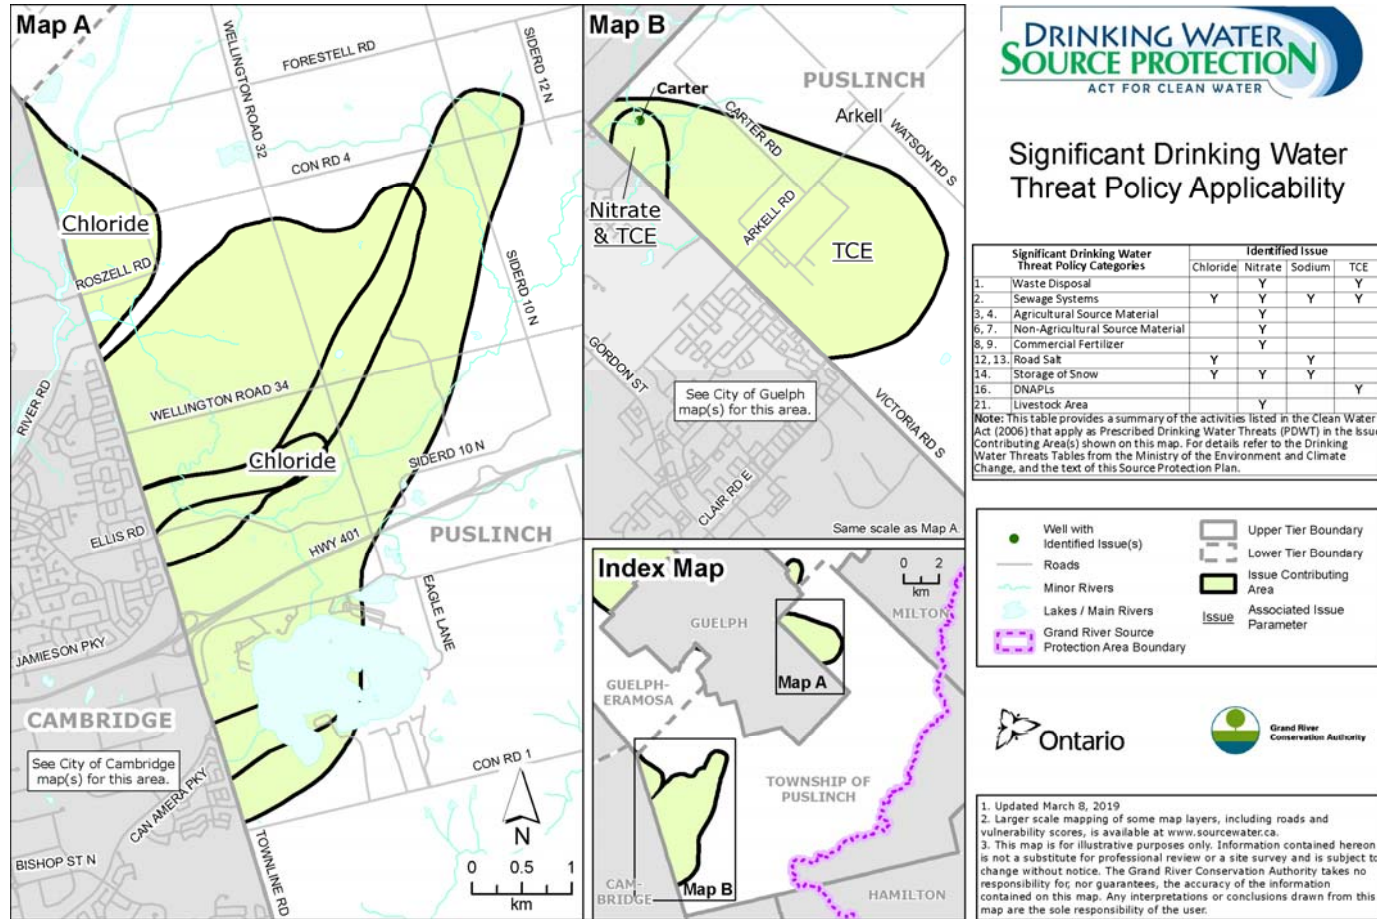 Map A
WELLINGTON ROAD 32
FORESTELL RD
SIDERD 12 N
CON RD 4
Chloride
ROSZELL RD
SIDERD 10 N
RIVER RD
WELLINGTON ROAD 34
Chloride
SIDERD 10 N
ELLIS RD
HWY 401
PUSLINCH
EAGLE LANE
JAMIESON PKY
CAMBRIDGE
See City of Cambridge
map(s) for this area.
CAN AMERA PKY
CON RD 1
BISHOP ST N
TOWNLINE RD
N
0 0.5 1
km
Map B
Carter
PUSLINCH
Arkell
CARTER RD
WATSON RD S
Nitrate
& TCE
ARKELL RD
TCE
GORDON ST
See City of Guelph
map(s) for this area.
VICTORIA RD S
CLAIR RD E
Same scale as Map A
Index Map
0 2
km
MILTON
GUELPH
GUELPH-
ERAMOSA
Map A
TOWNSHIP OF
PUSLINCH
CAM-
BRIDGE
Map B
HAMILTON
DRINKING WATER
SOURCE PROTECTION
ACT FOR CLEAN WATER
Significant Drinking Water
Threat Policy Applicability
Significant Drinking Water
Threat Policy Categories
Identified Issue
Chloride Nitrate Sodium TCE
1. Waste Disposal Y Y
2. Sewage Systems Y Y Y Y
3, 4. Agricultural Source Material Y
6, 7. Non-Agricultural Source Material Y
8, 9. Commercial Fertilizer Y
12, 13. Road Salt Y Y
14. Storage of Snow Y Y Y
16. DNAPLs Y
21. Livestock Area Y
Note: This table provides a summary of the activities listed in the Clean Water
Act (2006) that apply as Prescribed Drinking Water Threats (PDWT) in the Issue
Contributing Area(s) shown on this map. For details refer to the Drinking
Water Threats Tables from the Ministry of the Environment and Climate
Change, and the text of this Source Protection Plan.
Well with
Identified Issue(s)
Roads
Minor Rivers
Lakes / Main Rivers
Grand River Source
Protection Area Boundary
Upper Tier Boundary
Lower Tier Boundary
Issue Contributing
Area
Issue Associated Issue
Parameter
Ontario
Grand River
Conservation Authority
1. Updated March 8, 2019
2. Larger scale mapping of some map layers, including roads and
vulnerability scores, is available at www.sourcewater.ca.
3. This map is for illustrative purposes only. Information contained hereon
is not a substitute for professional review or a site survey and is subject to
change without notice. The Grand River Conservation Authority takes no
responsibility for, nor guarantees, the accuracy of the information
contained on this map. Any interpretations or conclusions drawn from this
map are the sole responsibility of the user.